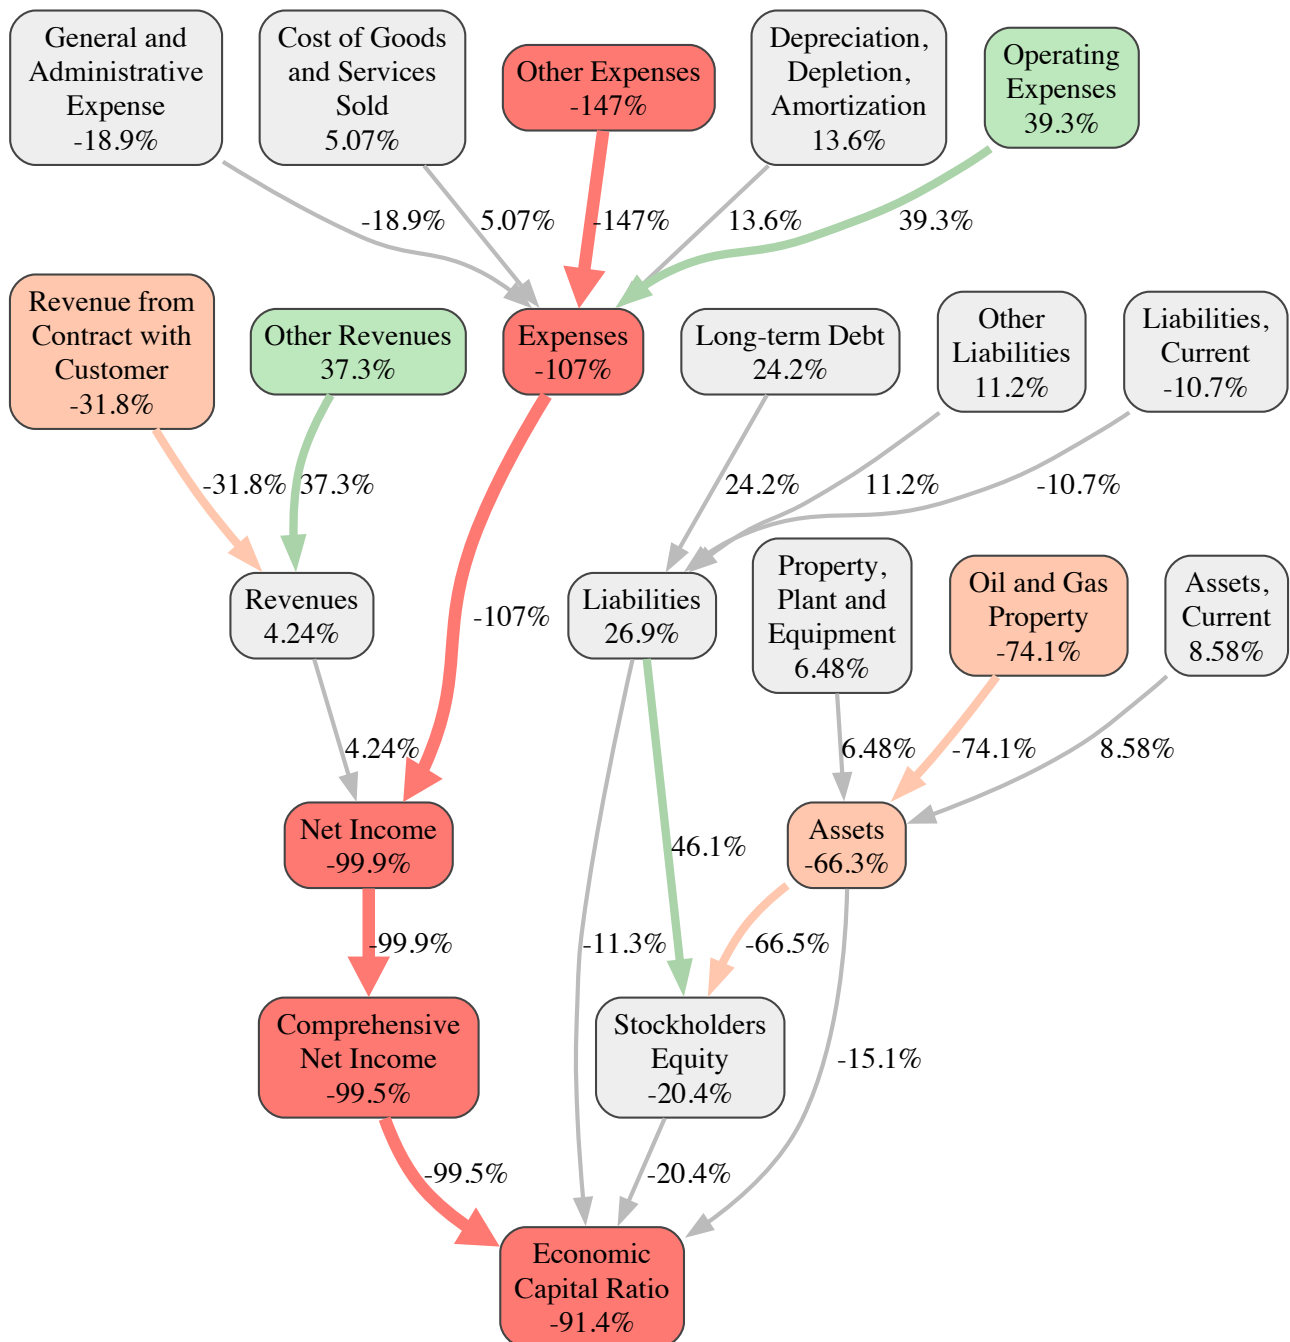 General and
Administrative
Expense
-18.9%
Cost of Goods
and Services
Sold
5.07%
Other Expenses
-147%
Depreciation,
Depletion,
Amortization
13.6%
Operating
Expenses
39.3%
-18.9%
5.07%
-147%
13.6%
39.3%
Revenue from
Contract with
Customer
-31.8%
Other Revenues
37.3%
Expenses
-107%
Long-term Debt
24.2%
Other
Liabilities
11.2%
Liabilities,
Current
-10.7%
-31.8%
37.3%
24.2%
11.2%
-10.7%
Revenues
4.24%
-107%
Liabilities
26.9%
Property,
Plant and
Equipment
6.48%
Oil and Gas
Property
-74.1%
Assets,
Current
8.58%
4.24%
6.48%
-74.1%
8.58%
Net Income
-99.9%
46.1%
Assets
-66.3%
-99.9%
-11.3%
-66.5%
Comprehensive
Net Income
-99.5%
Stockholders
Equity
-20.4%
-15.1%
-99.5%
-20.4%
Economic
Capital Ratio
-91.4%